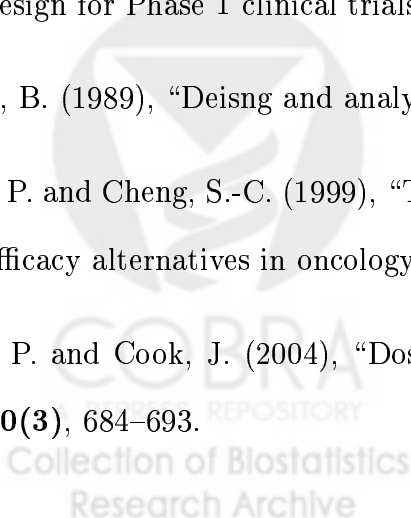 esign for Phase 1 clinical trials
, B. (1989), “Deisng and analy
P. and Cheng, S.-C. (1999), “T
fficacy alternatives in oncology
P. and Cook, J. (2004), “Dos
0(3), 684–693.
COBRA
A BEPRESS REPOSITORY
Collection of Biostatistics
Research Archive